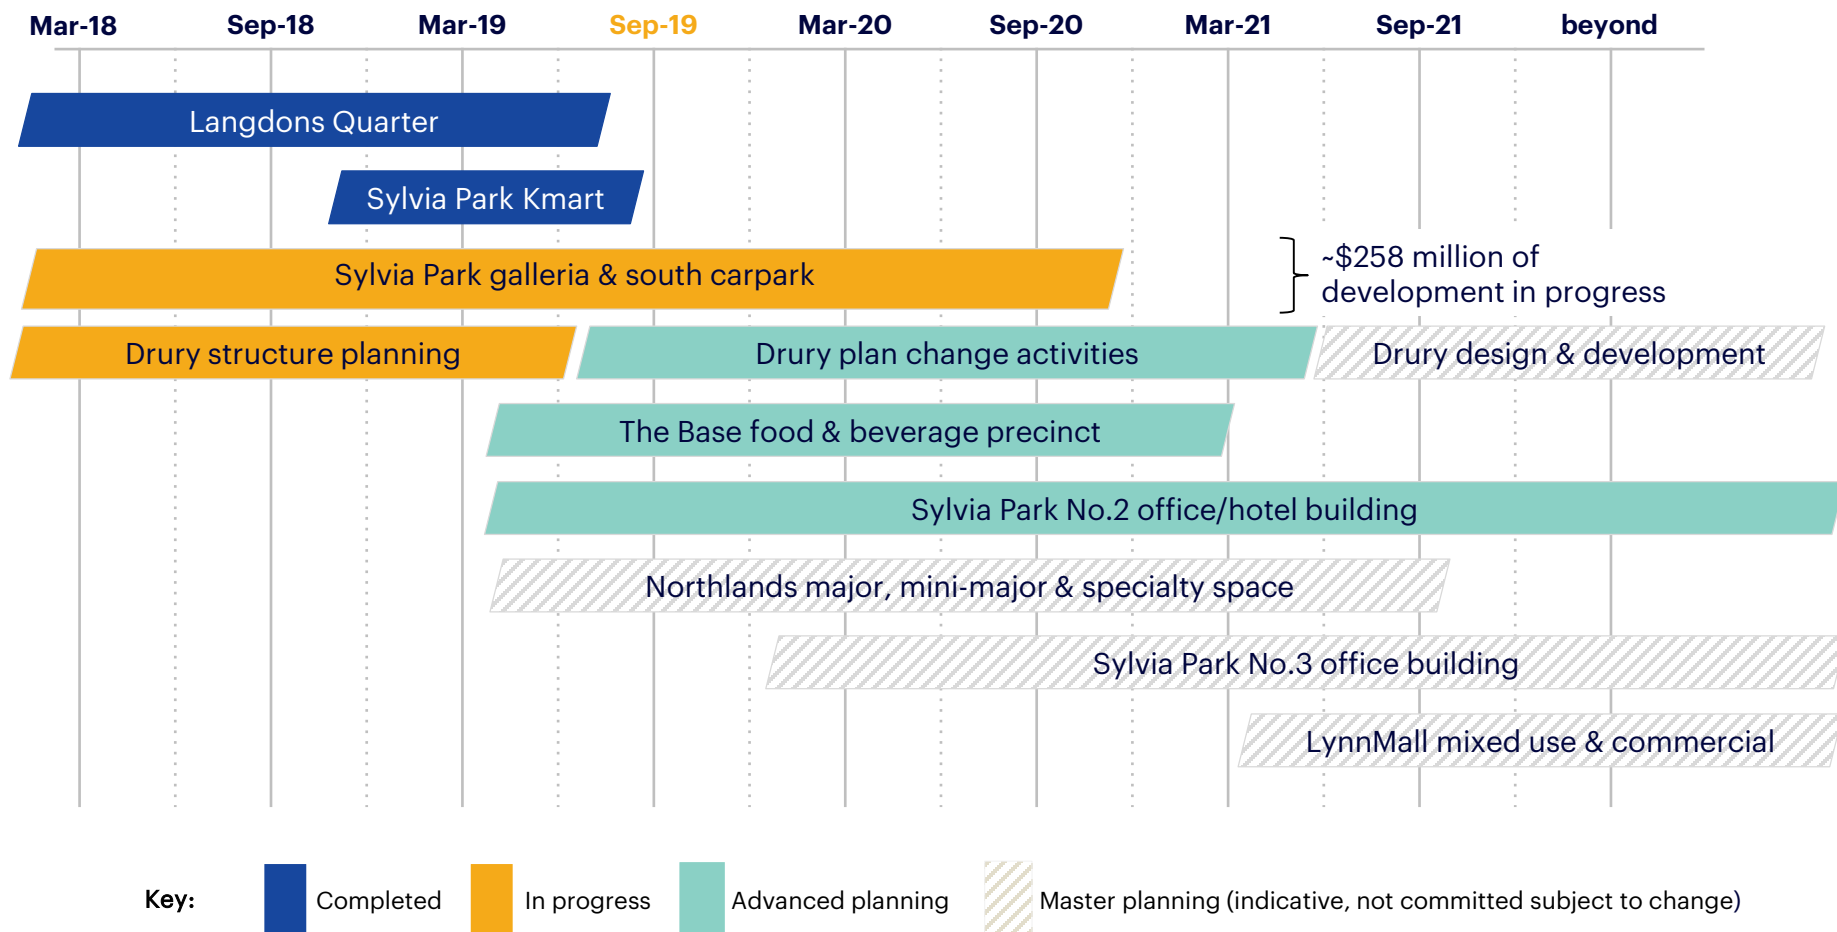 Mar-18 Sep-18 Mar-19 Sep-19 Mar-20 Sep-20 Mar-21 Sep-21 beyond
Langdons Quarter
Sylvia Park Kmart
Sylvia Park galleria & south carpark
~$258 million of
development in progress
Drury structure planning
Drury plan change activities
Drury design & development
The Base food & beverage precinct
Sylvia Park No.2 office/hotel building
Northlands major, mini-major & specialty space
Sylvia Park No.3 office building
LynnMall mixed use & commercial
Key: Completed In progress Advanced planning Master planning (indicative, not committed subject to change)